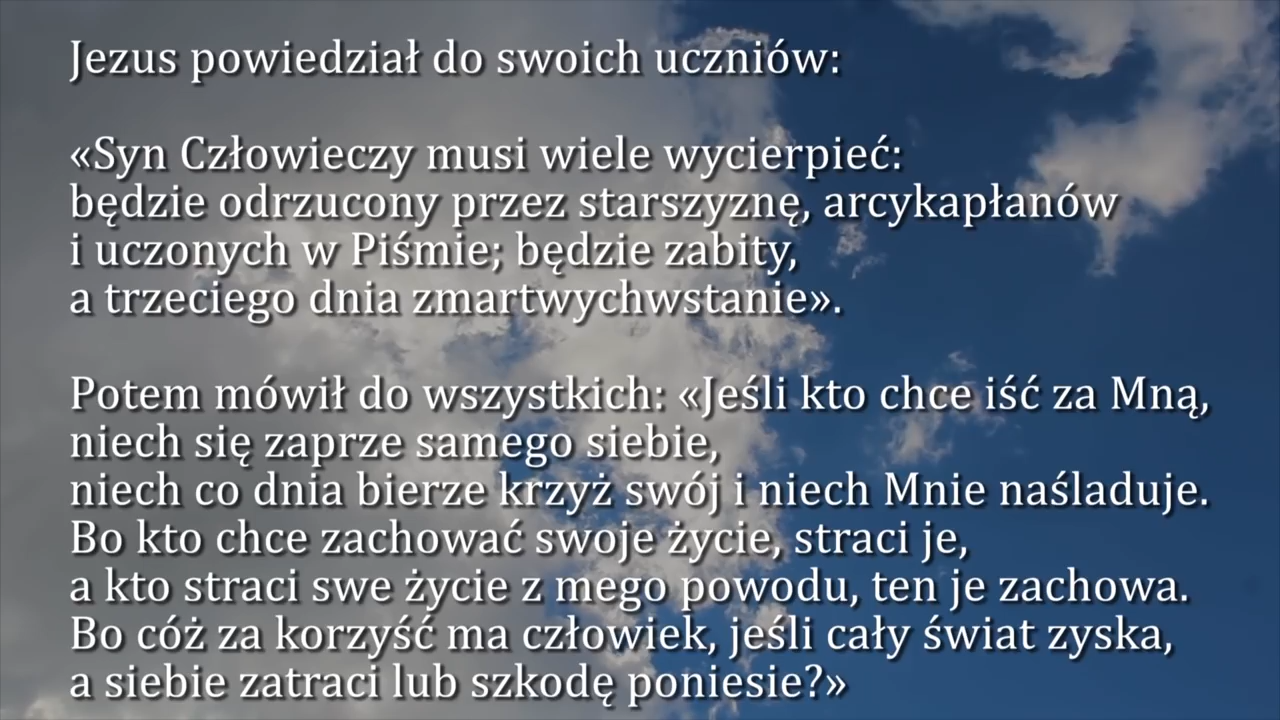 Jezus powiedział do swoich uczniów:
«Syn Człowieczy musi wiele wycierpieć:
będzie odrzucony przez starszyznę, arcykapłanów
i uczonych w Piśmie; będzie zabity,
a trzeciego dnia zmartwychwstanie».
Potem mówił do wszystkich: «Jeśli kto chce iść za Mną,
niech się zaprze samego siebie,
niech co dnia bierze krzyż swój i niech Mnie naśladuje.
Bo kto chce zachować swoje życie, straci je,
a kto straci swe życie z mego powodu, ten je zachowa.
Bo cóż za korzyść ma człowiek, jeśli cały świat zyska,
a siebie zatraci lub szkodę poniesie?»